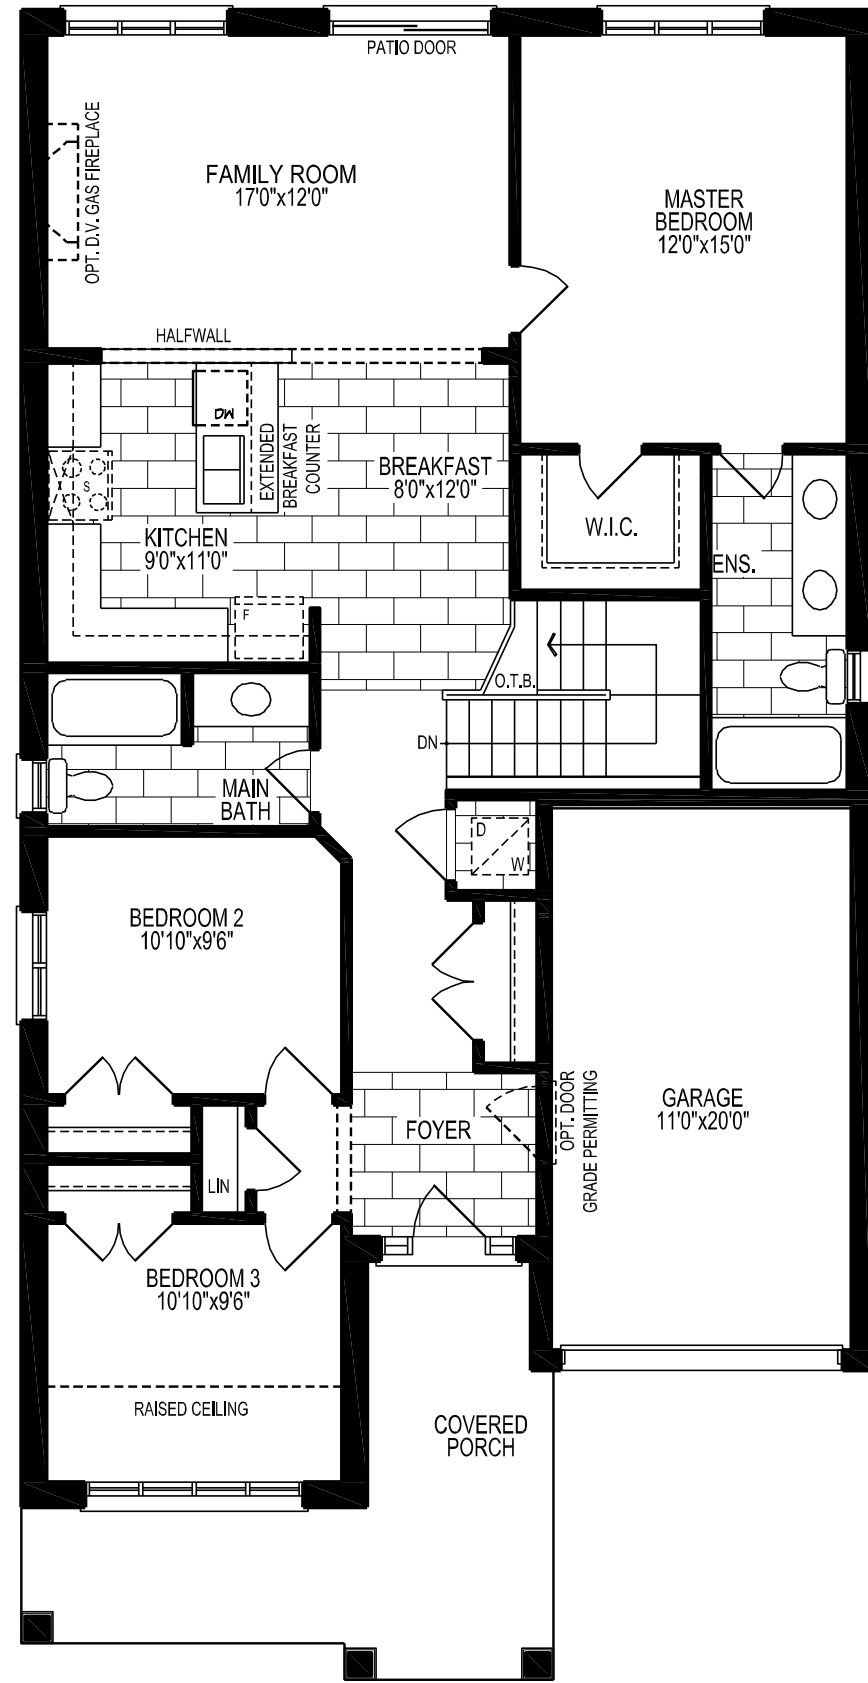 PATIO DOOR
OPT. D.V. GAS FIREPLACE
FAMILY ROOM
17'0"x12'0"
MASTER
BEDROOM
12'0"x15'0"
HALFWALL
DW
EXTENDED
BREAKFAST
COUNTER
BREAKFAST
8'0"x12'0"
S
KITCHEN
9'0"x11'0"
W.I.C.
ENS.
F
O.T.B.
DN
MAIN
BATH
D
W
BEDROOM 2
10'10"x9'6"
GARAGE
11'0"x20'0"
OPT. DOOR
GRADE PERMITTING
FOYER
LIN
BEDROOM 3
10'10"x9'6"
RAISED CEILING
COVERED
PORCH